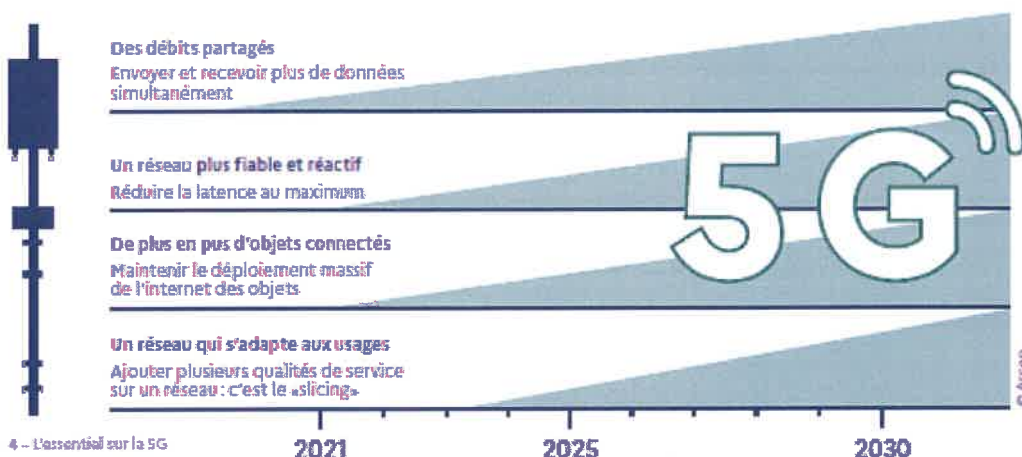 Des débits partagés
Envoyer et recevoir plus de données
simultanément
Un réseau plus fiable et réactif
Réduire la latence au maximum
De plus en pus d'objets connectés
Maintenir le déploiement massif
de l'internet des objets
Un réseau qui s'adapte aux usages
Ajouter plusieurs qualités de service
sur un réseau : c'est le «slicing»
5G
4 – L'essentiel sur la 5G
2021
2025
2030